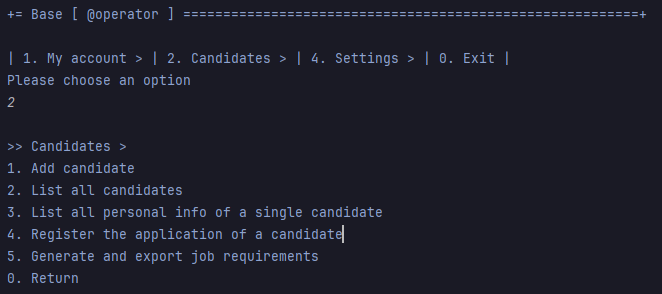 += Base [ @operator ] =========================================================+
| 1. My account > | 2. Candidates > | 4. Settings > | 0. Exit |
Please choose an option
2
>> Candidates >
1. Add candidate
2. List all candidates
3. List all personal info of a single candidate
4. Register the application of a candidate
5. Generate and export job requirements
0. Return